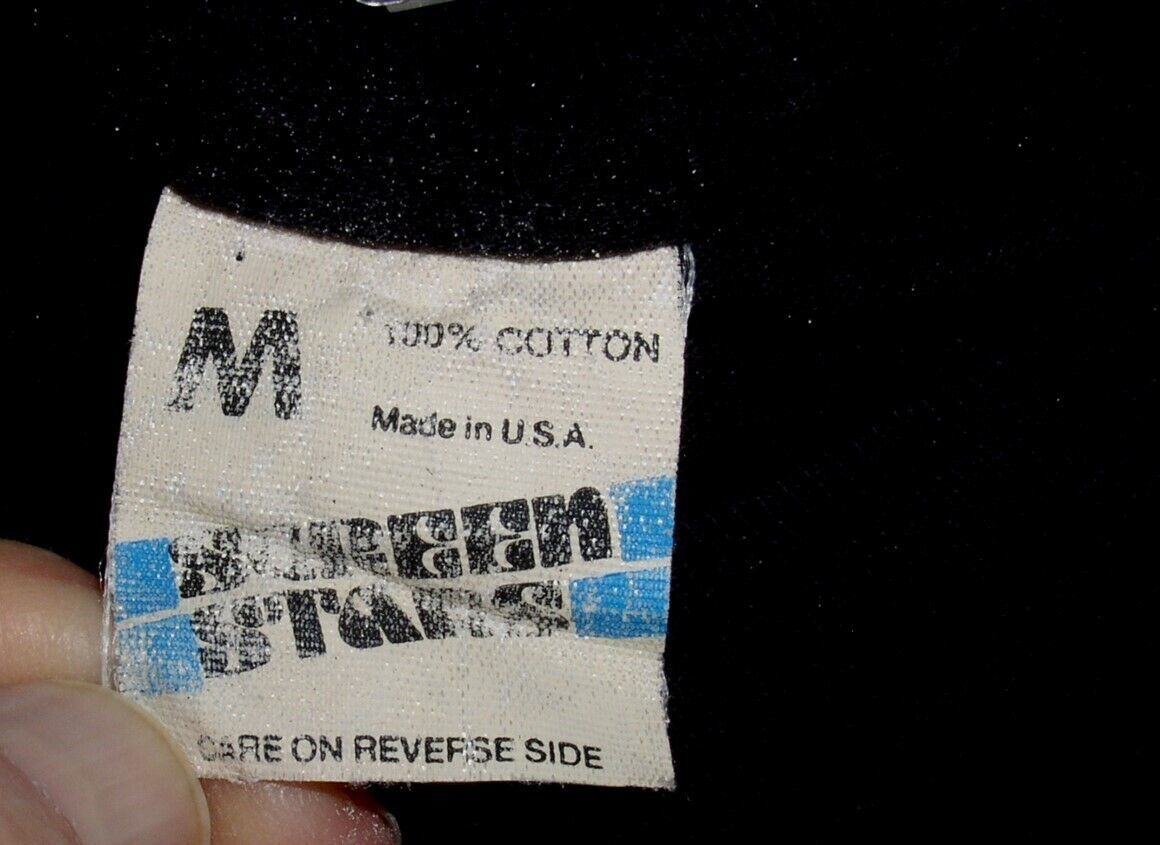 M
100% COTTON
Made in U.S.A.
SCREEN
STARS
CARE ON REVERSE SIDE